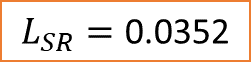 L_SR = 0.0352